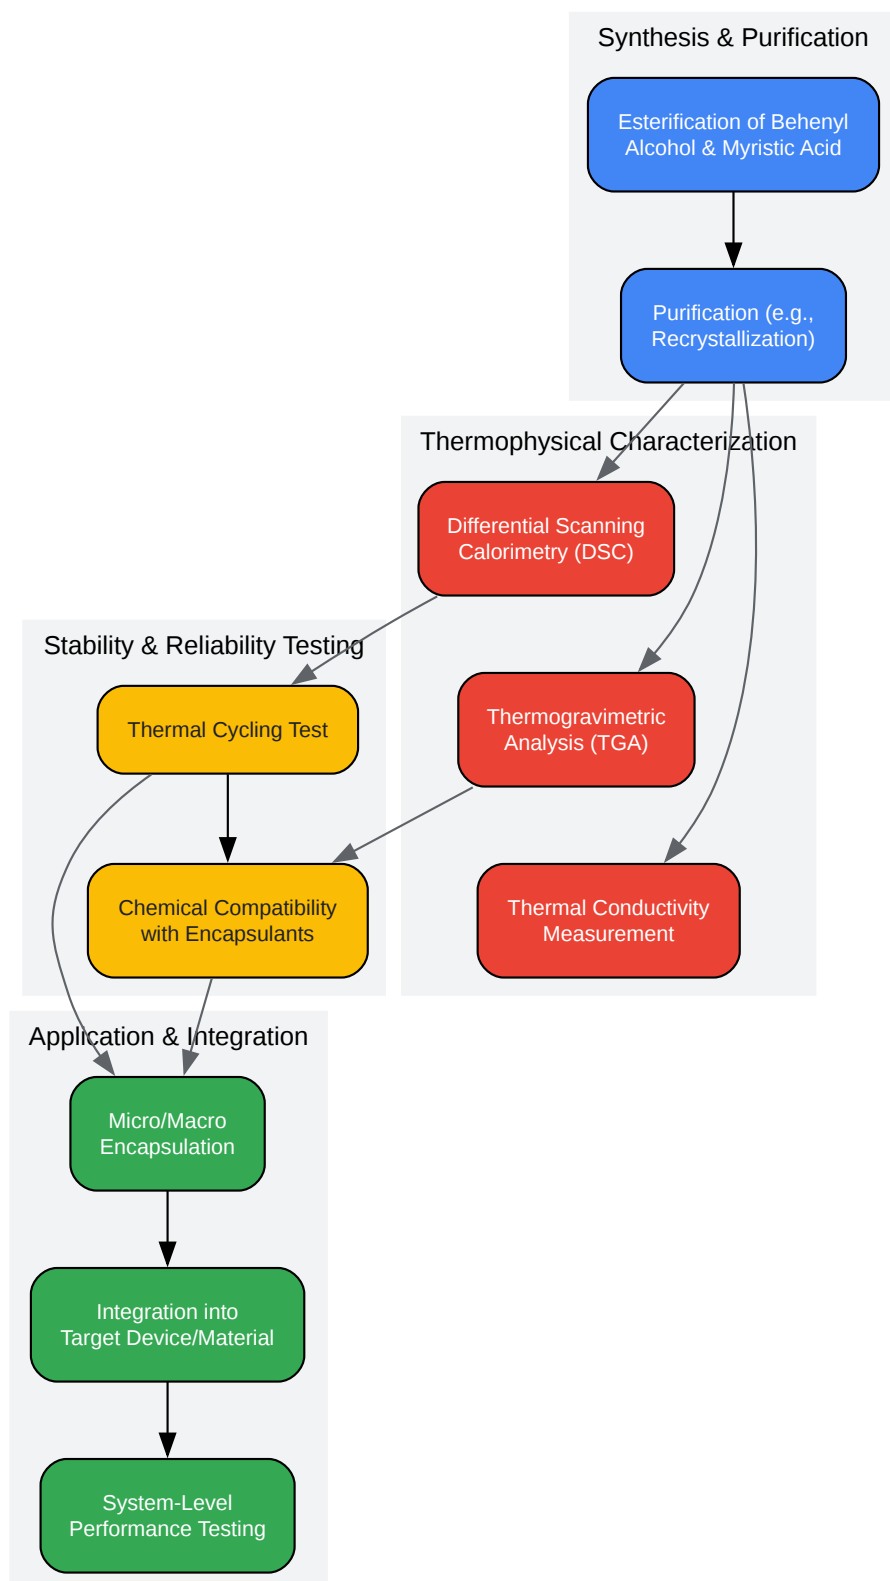 Synthesis & Purification
Esterification of Behenyl
Alcohol & Myristic Acid
Purification (e.g.,
Recrystallization)
Thermophysical Characterization
Differential Scanning
Calorimetry (DSC)
Thermogravimetric
Analysis (TGA)
Thermal Conductivity
Measurement
Stability & Reliability Testing
Thermal Cycling Test
Chemical Compatibility
with Encapsulants
Application & Integration
Micro/Macro
Encapsulation
Integration into
Target Device/Material
System-Level
Performance Testing